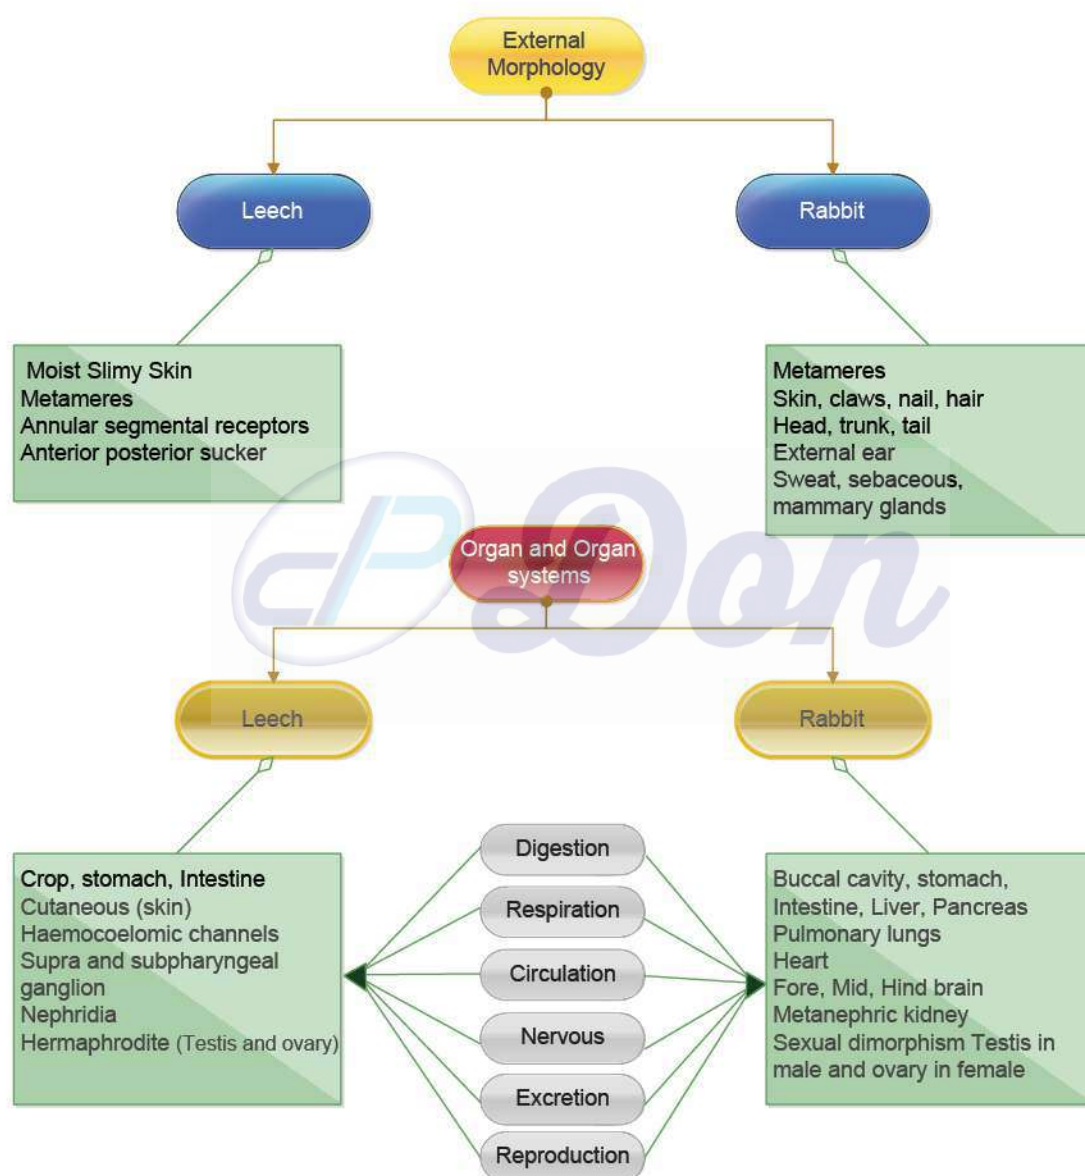 External
Morphology
Leech
Rabbit
Moist Slimy Skin
Metameres
Annular segmental receptors
Anterior posterior sucker
Metameres
Skin, claws, nail, hair
Head, trunk, tail
External ear
Sweat, sebaceous,
mammary glands
Organ and Organ
systems
Leech
Rabbit
Crop, stomach, Intestine
Cutaneous (skin)
Haemocoelomic channels
Supra and subpharyngeal
ganglion
Nephridia
Hermaphrodite (Testis and ovary)
Digestion
Respiration
Circulation
Nervous
Excretion
Reproduction
Buccal cavity, stomach,
Intestine, Liver, Pancreas
Pulmonary lungs
Heart
Fore, Mid, Hind brain
Metanephric kidney
Sexual dimorphism Testis in
male and ovary in female
Don